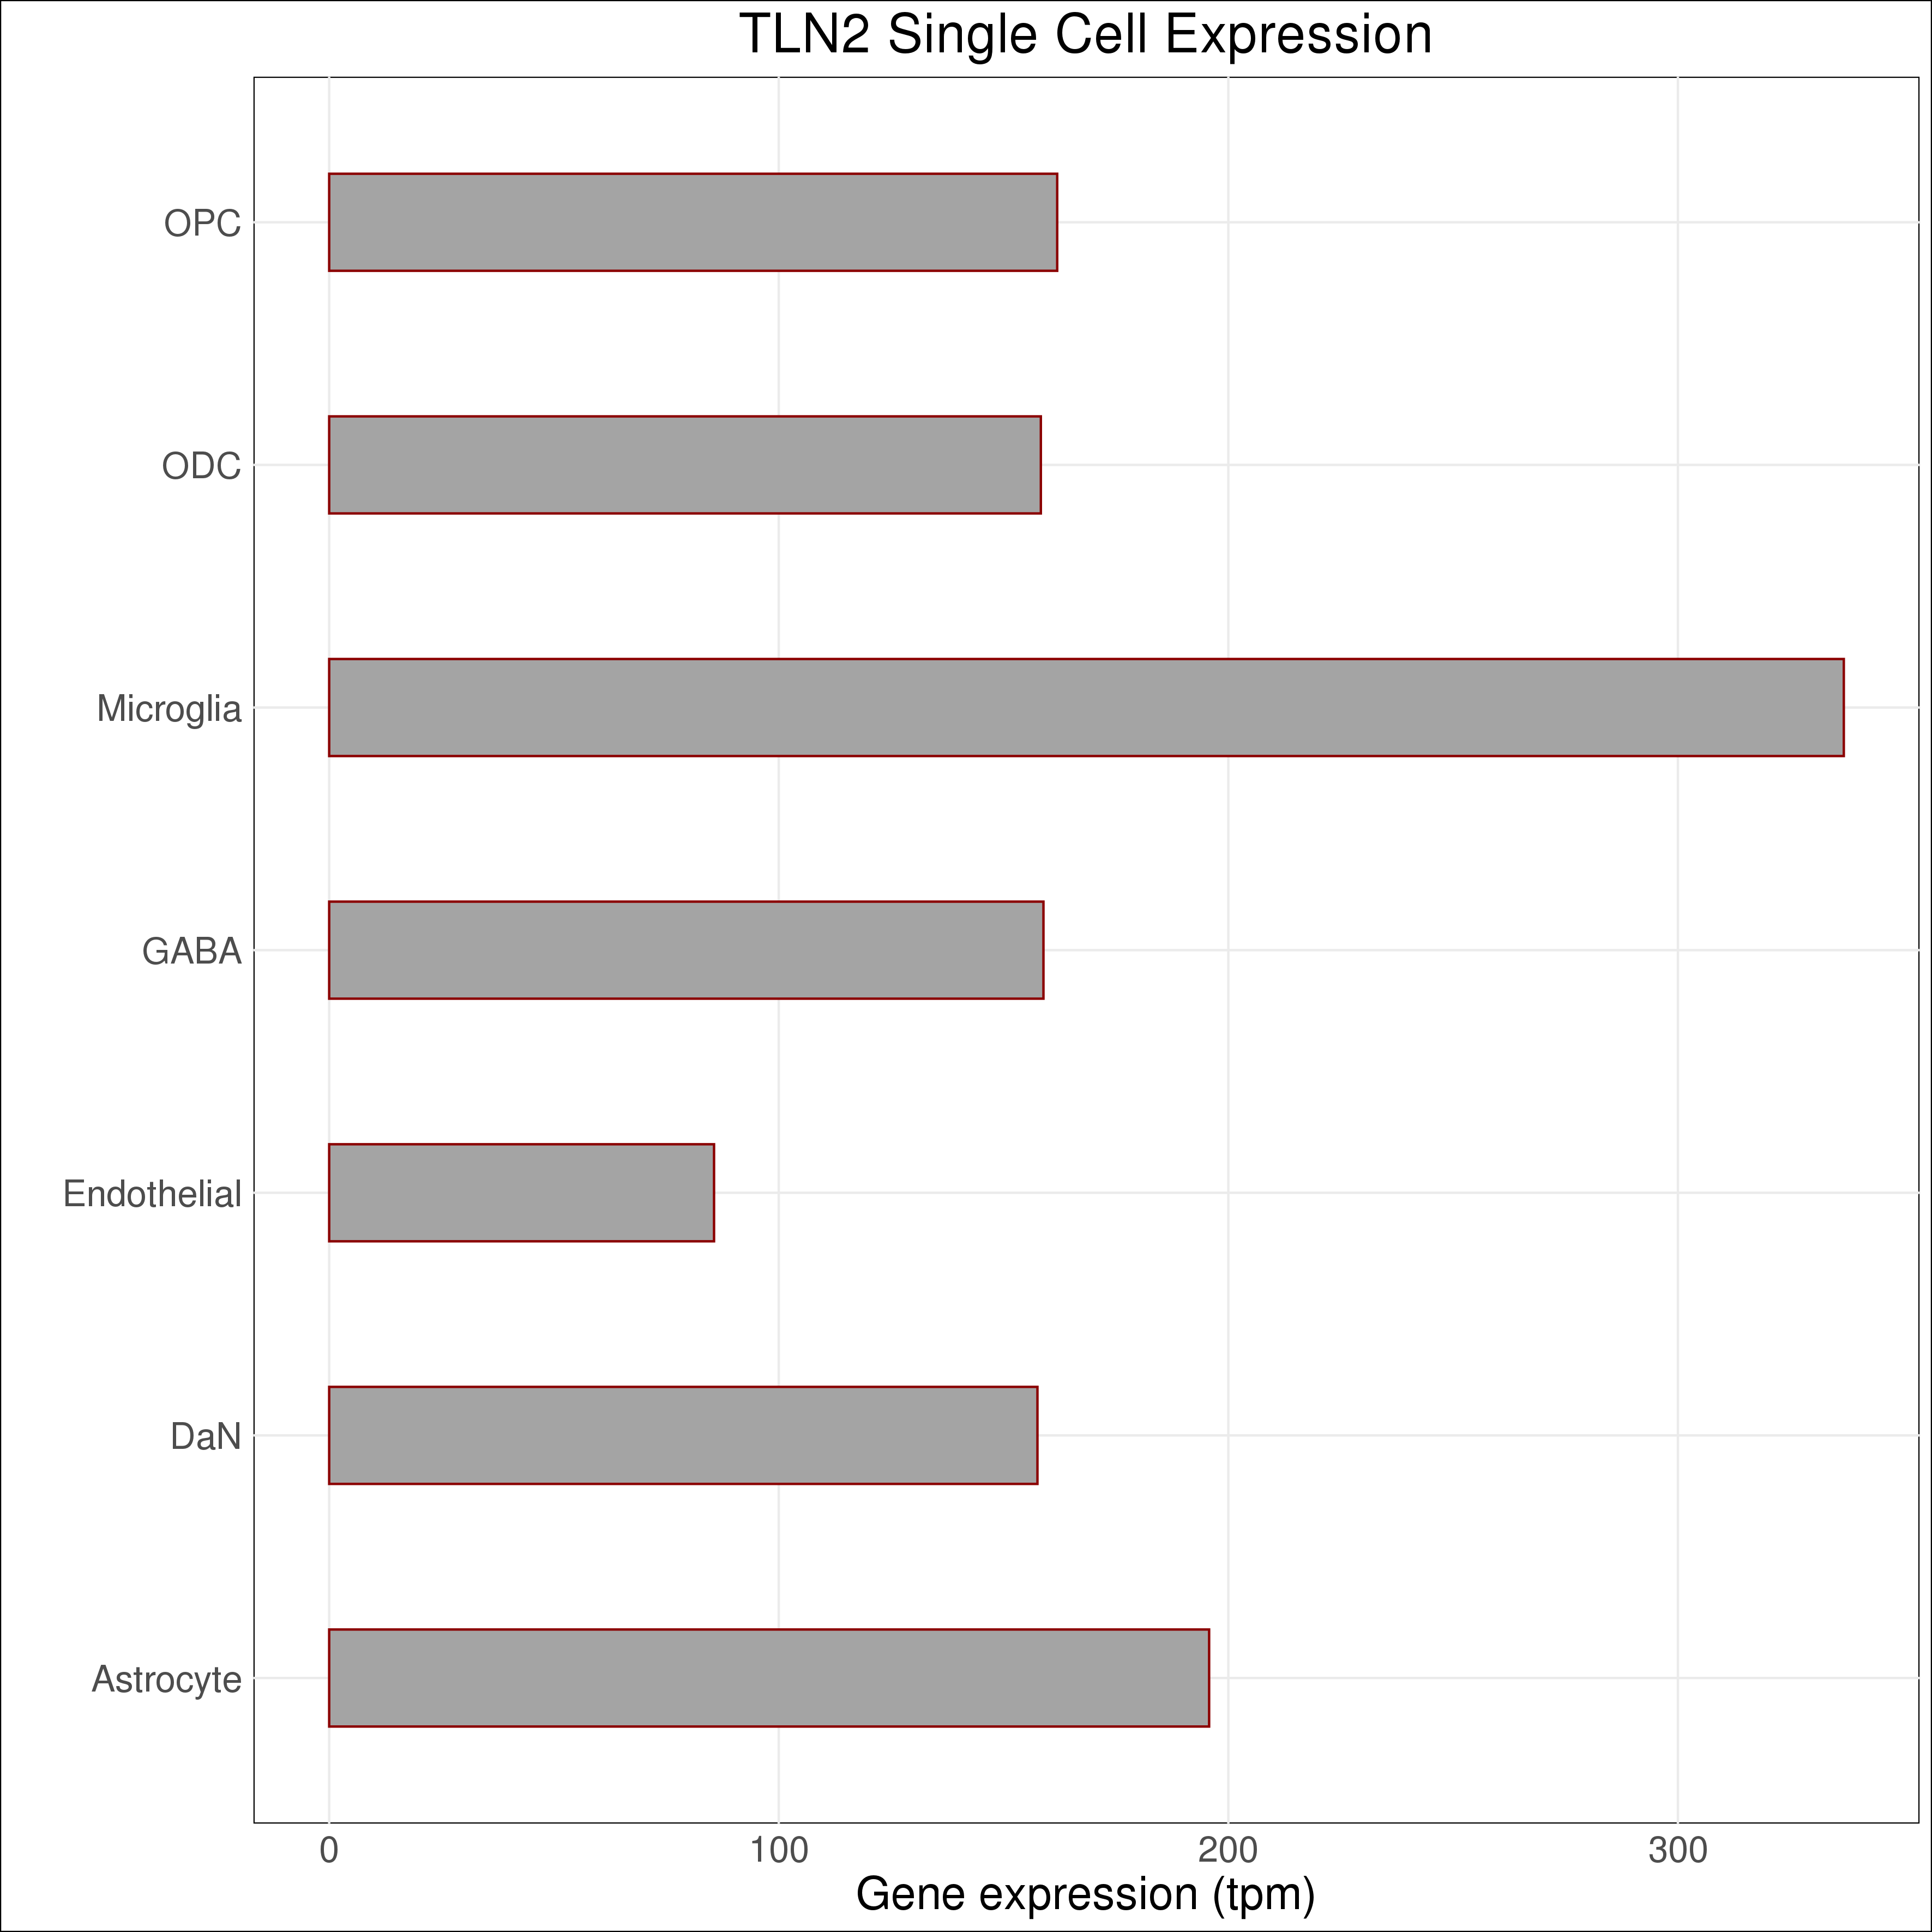 TLN2 Single Cell Expression
OPC
ODC
Microglia
GABA
Endothelial
DaN
Astrocyte
0 100 200 300
Gene expression (tpm)